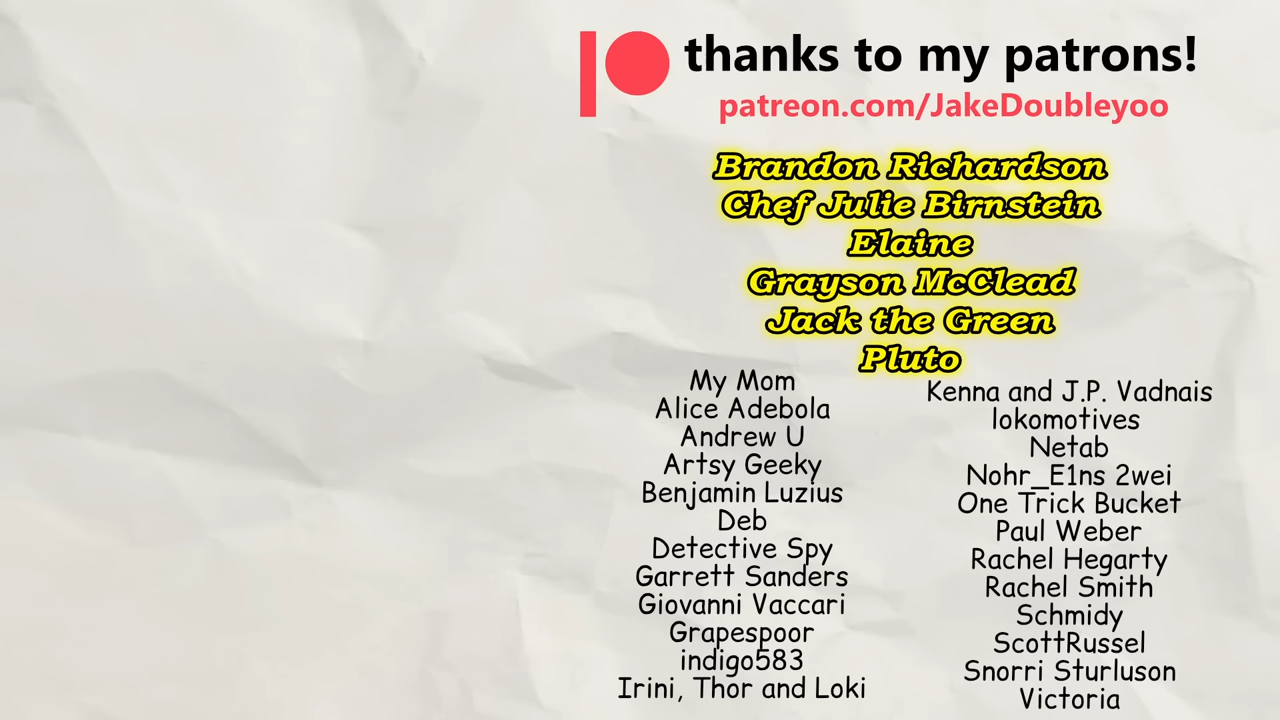 thanks to my patrons!
patreon.com/JakeDoubleyoo
Brandon Richardson
Chef Julie Birnstein
Elaine
Grayson McClead
Jack the Green
Pluto
My Mom
Alice Adebola
Andrew U
Artsy Geeky
Benjamin Luzius
Deb
Detective Spy
Garrett Sanders
Giovanni Vaccari
Grapespoor
indigo583
Irini, Thor and Loki
Kenna and J.P. Vadnais
lokomotives
Netab
Nohr_E1ns 2wei
One Trick Bucket
Paul Weber
Rachel Hegarty
Rachel Smith
Schmidy
ScottRussel
Snorri Sturluson
Victoria